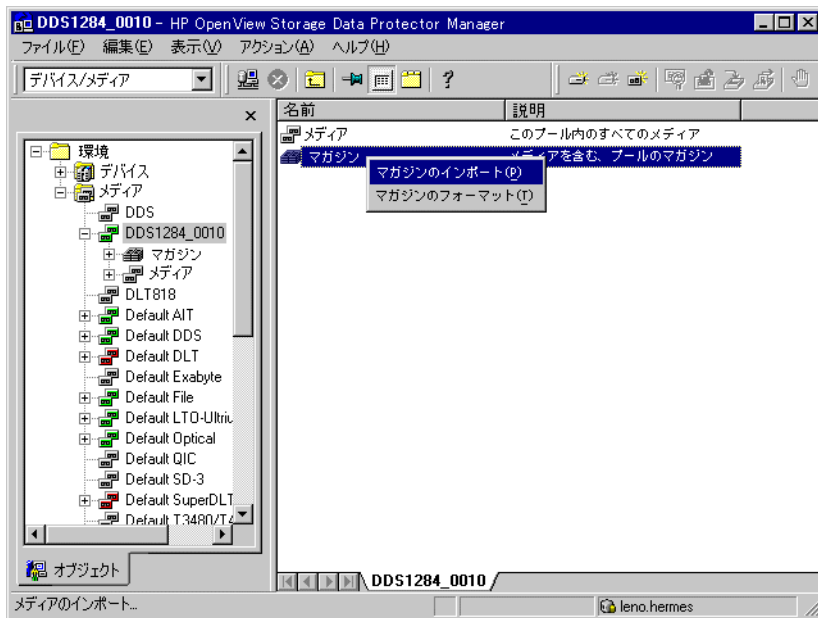 DDS1284_0010 - HP OpenView Storage Data Protector Manager
ファイル(F) 編集(E) 表示(V) アクション(A) ヘルプ(H)
デバイス/メディア
名前 説明
メディア このプール内のすべてのメディア
マガジン メディアを含む、プールのマガジン
マガジンのインポート(P)
マガジンのフォーマット(T)
環境
デバイス
メディア
DDS
DDS1284_0010
マガジン
メディア
DLT818
Default AIT
Default DDS
Default DLT
Default Exabyte
Default File
Default LTO-Ultriu
Default Optical
Default QIC
Default SD-3
Default SuperDLT
Default T3480/T4
オブジェクト
DDS1284_0010
メディアのインポート...
leno.hermes